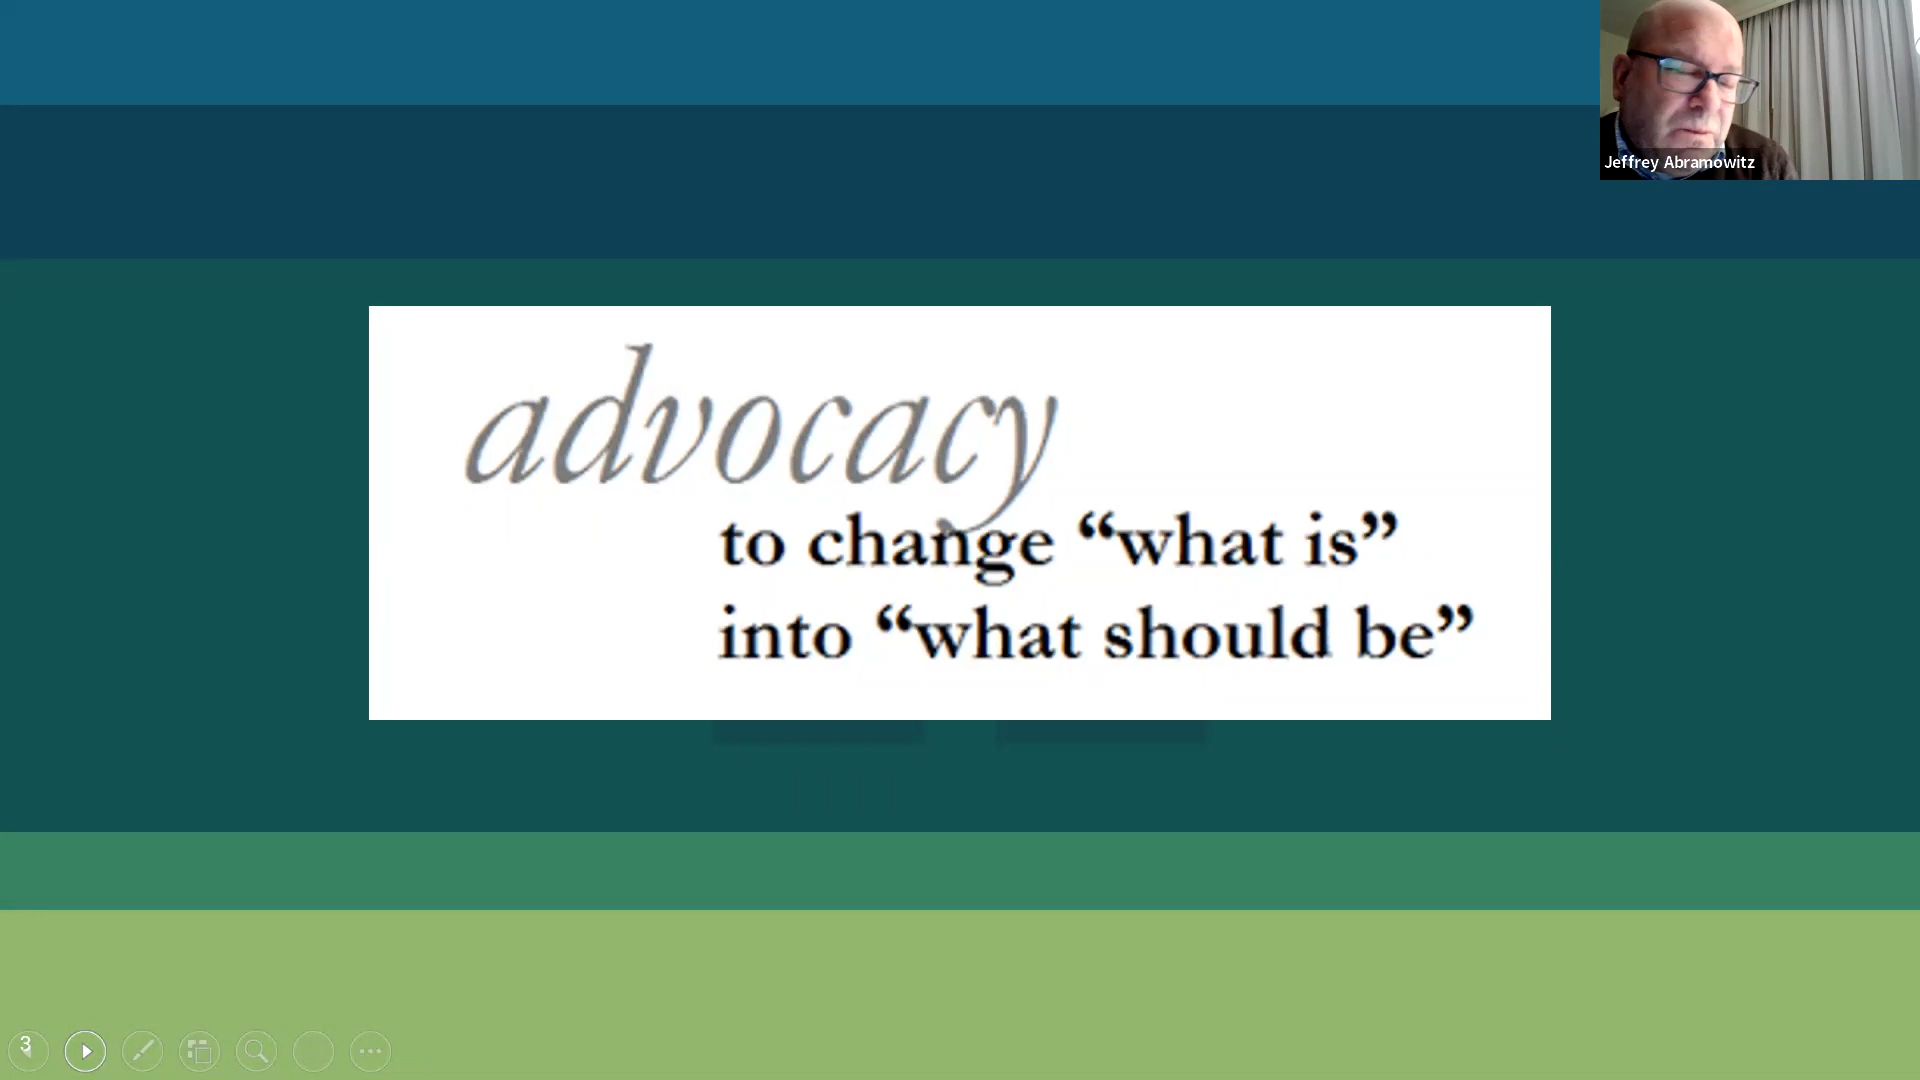 Jeffrey Abramowitz
advocacy
to change “what is”
into “what should be”
3